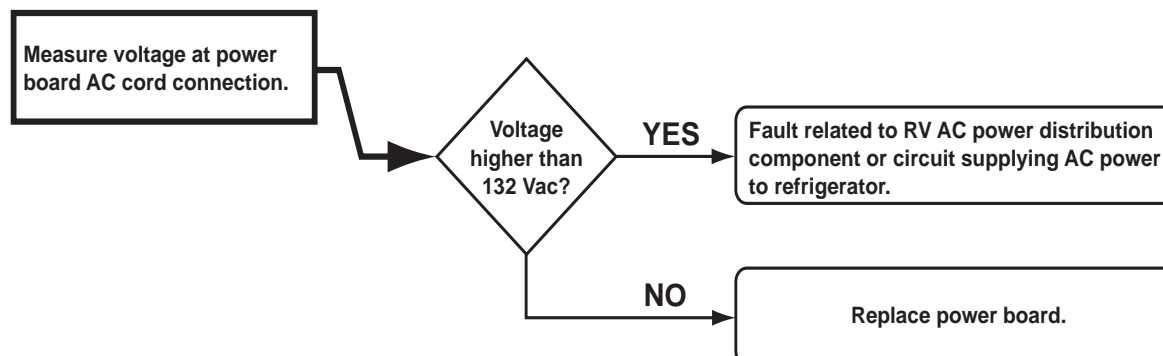 Measure voltage at power
board AC cord connection.
Voltage
higher than
132 Vac?
YES
Fault related to RV AC power distribution
component or circuit supplying AC power
to refrigerator.
NO
Replace power board.